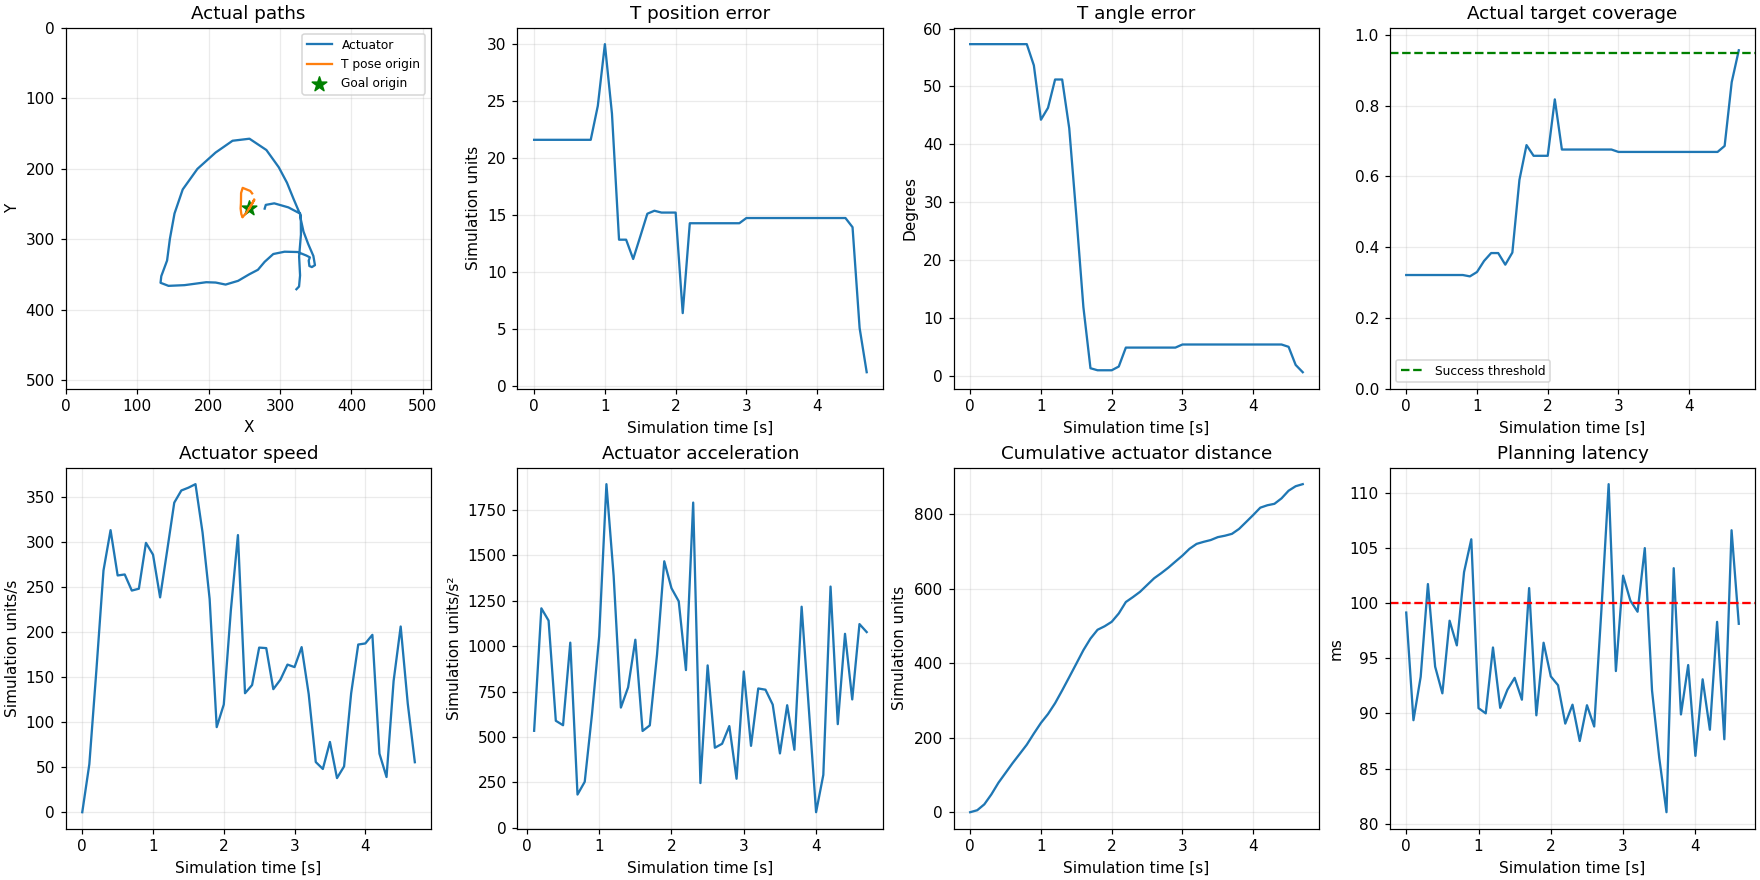 Actual paths
0
100
200
300
400
500
Y
0 100 200 300 400 500
X
Actuator
T pose origin
Goal origin
T position error
30
25
20
15
10
5
0
Simulation units
0 1 2 3 4
Simulation time [s]
T angle error
60
50
40
30
20
10
0
Degrees
0 1 2 3 4
Simulation time [s]
Actual target coverage
1.0
0.8
0.6
0.4
0.2
0.0
Success threshold
0 1 2 3 4
Simulation time [s]
Actuator speed
350
300
250
200
150
100
50
0
Simulation units/s
0 1 2 3 4
Simulation time [s]
Actuator acceleration
1750
1500
1250
1000
750
500
250
0
Simulation units/s²
0 1 2 3 4
Simulation time [s]
Cumulative actuator distance
800
600
400
200
0
Simulation units
0 1 2 3 4
Simulation time [s]
Planning latency
110
105
100
95
90
85
80
ms
0 1 2 3 4
Simulation time [s]